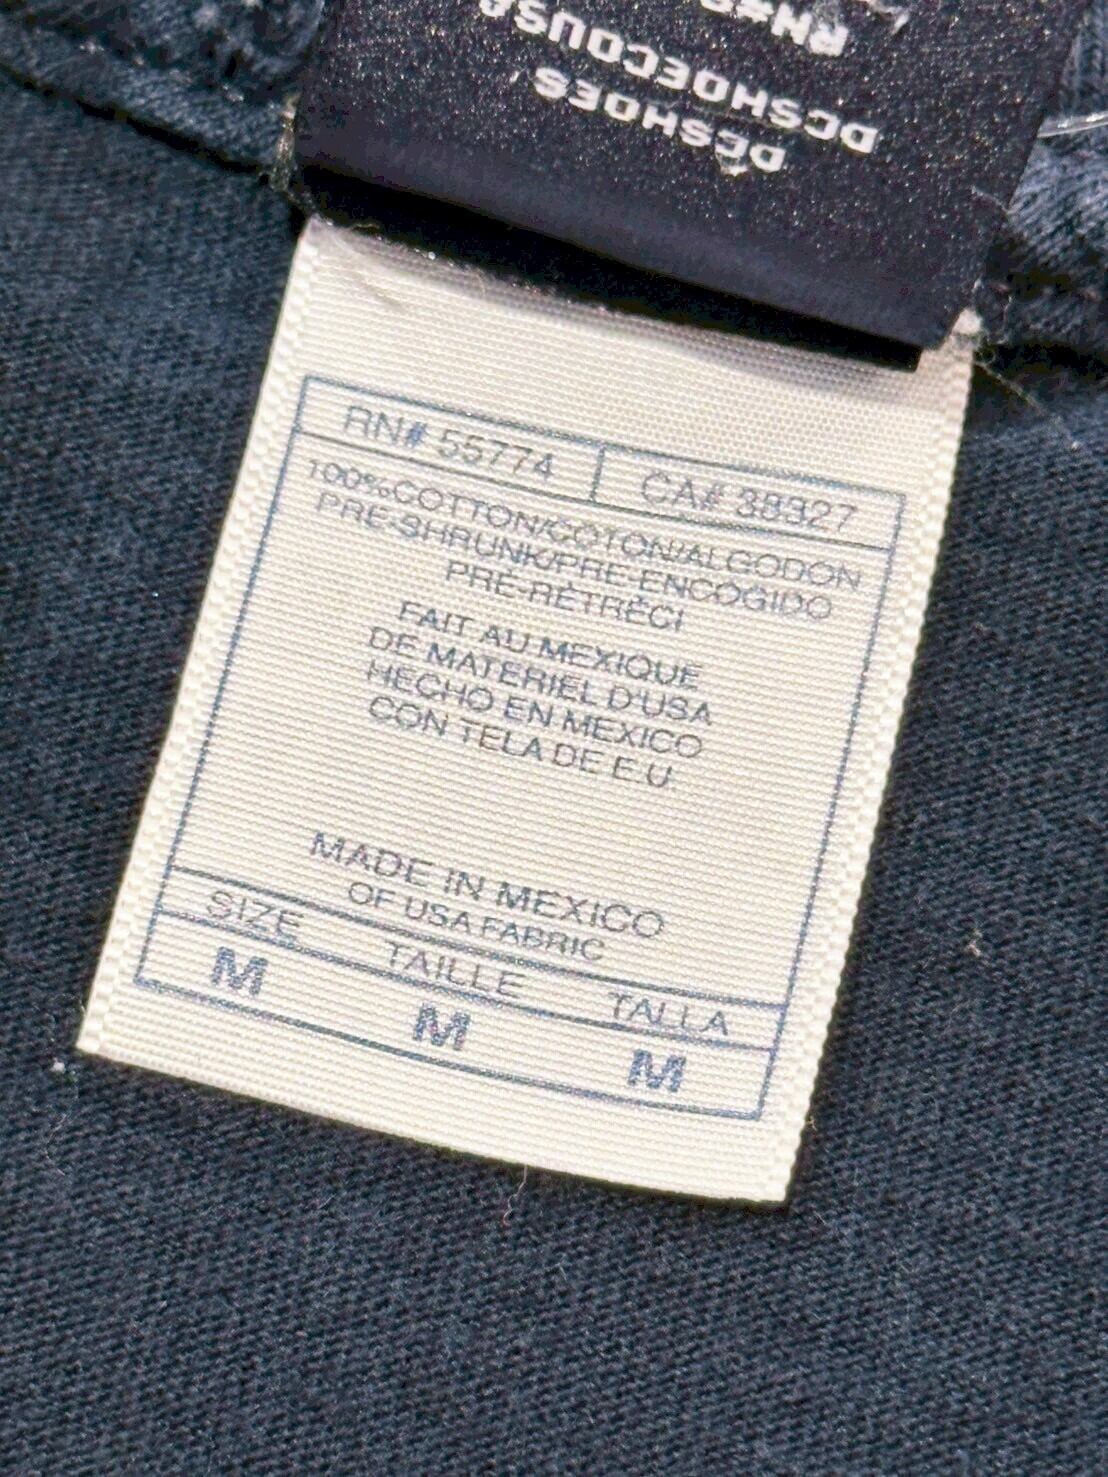 RN#
DCSHOECOUSA
DCSHOES
RN# 55774
CA# 38327
100%COTTON/COTON/ALGODON
PRE-SHRUNK/PRE-ENCOGIDO
PRÉ-RÉTRÉCI
FAIT AU MEXIQUE
DE MATERIEL D'USA
HECHO EN MEXICO
CON TELA DE E.U.
MADE IN MEXICO
OF USA FABRIC
SIZE TAILLE TALLA
M M M